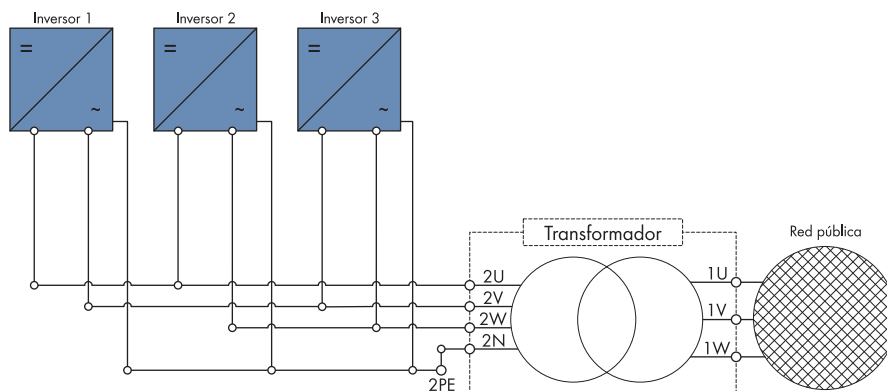 Inversor 1
Inversor 2
Inversor 3
=
~
=
~
=
~
Transformador
Red pública
2U
2V
2W
2N
2PE
1U
1V
1W